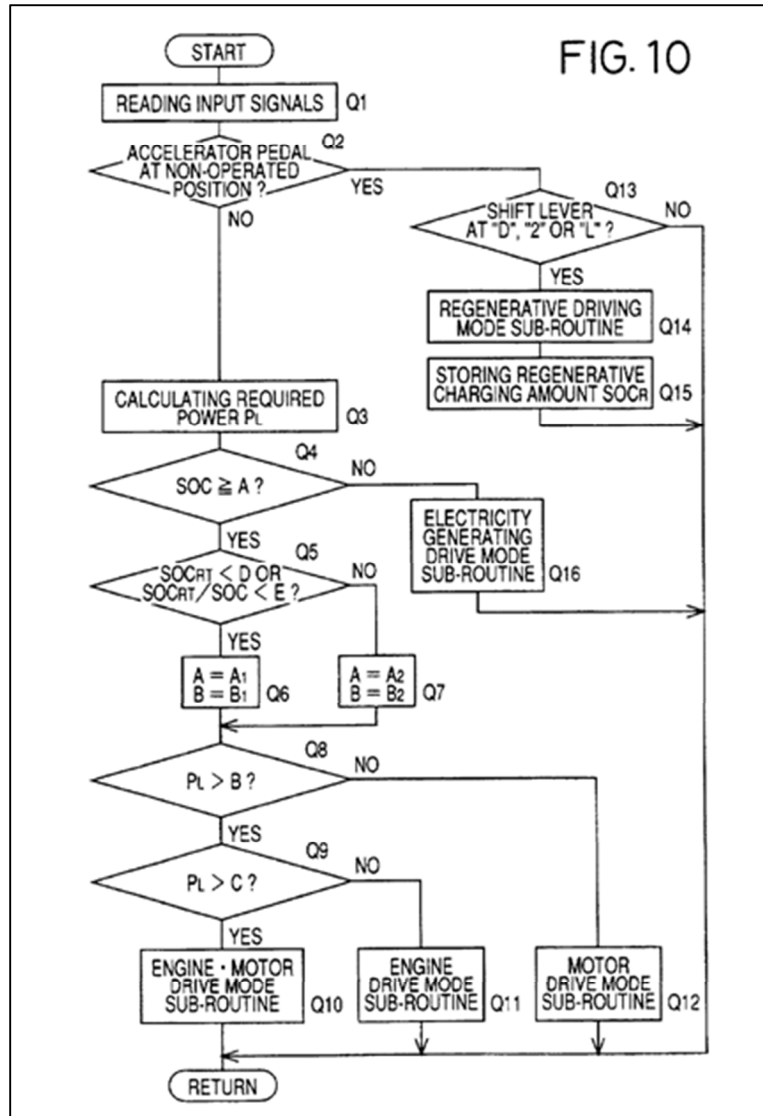 START
FIG. 10
READING INPUT SIGNALS Q1
Q2
ACCELERATOR PEDAL
AT NON-OPERATED
POSITION ?
YES
NO
Q13
SHIFT LEVER
AT "D", "2" OR "L" ?
NO
YES
REGENERATIVE DRIVING
MODE SUB-ROUTINE Q14
STORING REGENERATIVE
CHARGING AMOUNT SOCR Q15
CALCULATING REQUIRED
POWER PL Q3
Q4
SOC ≧ A ?
NO
YES
ELECTRICITY
GENERATING
DRIVE MODE
SUB-ROUTINE Q16
Q5
SOCRT < D OR
SOCRT/SOC < E ?
NO
YES
A = A1
B = B1 Q6
A = A2
B = B2 Q7
Q8
PL > B ?
NO
YES
Q9
PL > C ?
NO
YES
ENGINE・MOTOR
DRIVE MODE
SUB-ROUTINE Q10
ENGINE
DRIVE MODE
SUB-ROUTINE Q11
MOTOR
DRIVE MODE
SUB-ROUTINE Q12
RETURN